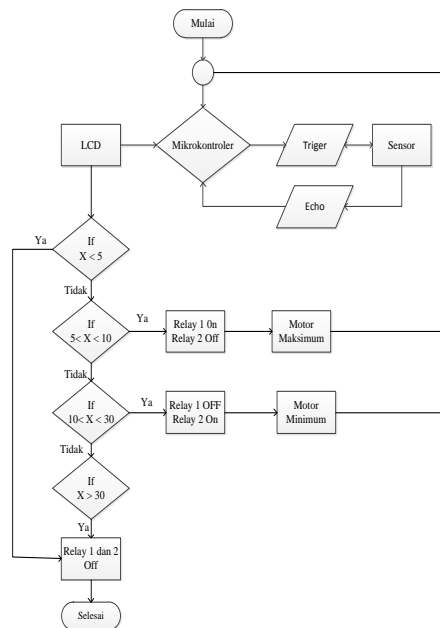 Mulai
LCD
Mikrokontroler
Triger
Sensor
Echo
Ya
If
X < 5
Tidak
If
5< X < 10
Ya
Relay 1 0n
Relay 2 Off
Motor
Maksimum
Tidak
If
10< X < 30
Ya
Relay 1 OFF
Relay 2 On
Motor
Minimum
Tidak
If
X > 30
Ya
Relay 1 dan 2
Off
Selesai